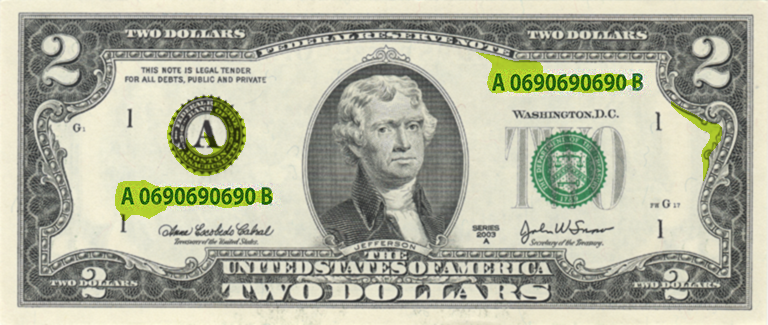 TWO DOLLARS
TWO DOLLARS
2
FEDERAL RESERVE NOTE
2
THIS NOTE IS LEGAL TENDER
FOR ALL DEBTS, PUBLIC AND PRIVATE
A 0690690690 B
WASHINGTON, D.C.
G1
1
A
TWO
1
A 0690690690 B
FW G 17
1
SERIES
2003
A
1
Treasurer of the United States.
JEFFERSON
Secretary of the Treasury.
THE
UNITED STATES OF AMERICA
TWO DOLLARS
2
TWO DOLLARS
TWO DOLLARS
2